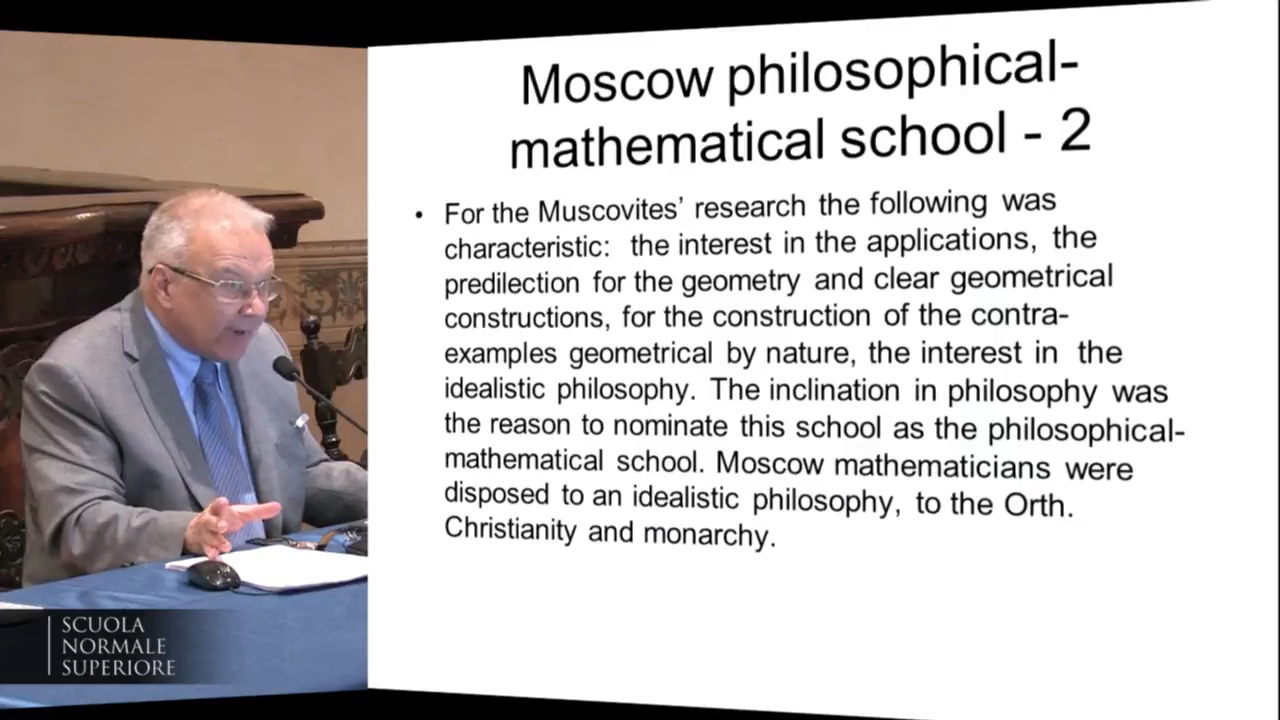 Moscow philosophical-
mathematical school - 2
• For the Muscovites' research the following was
characteristic: the interest in the applications, the
predilection for the geometry and clear geometrical
constructions, for the construction of the contra-
examples geometrical by nature, the interest in the
idealistic philosophy. The inclination in philosophy was
the reason to nominate this school as the philosophical-
mathematical school. Moscow mathematicians were
disposed to an idealistic philosophy, to the Orth.
Christianity and monarchy.
SCUOLA
NORMALE
SUPERIORE